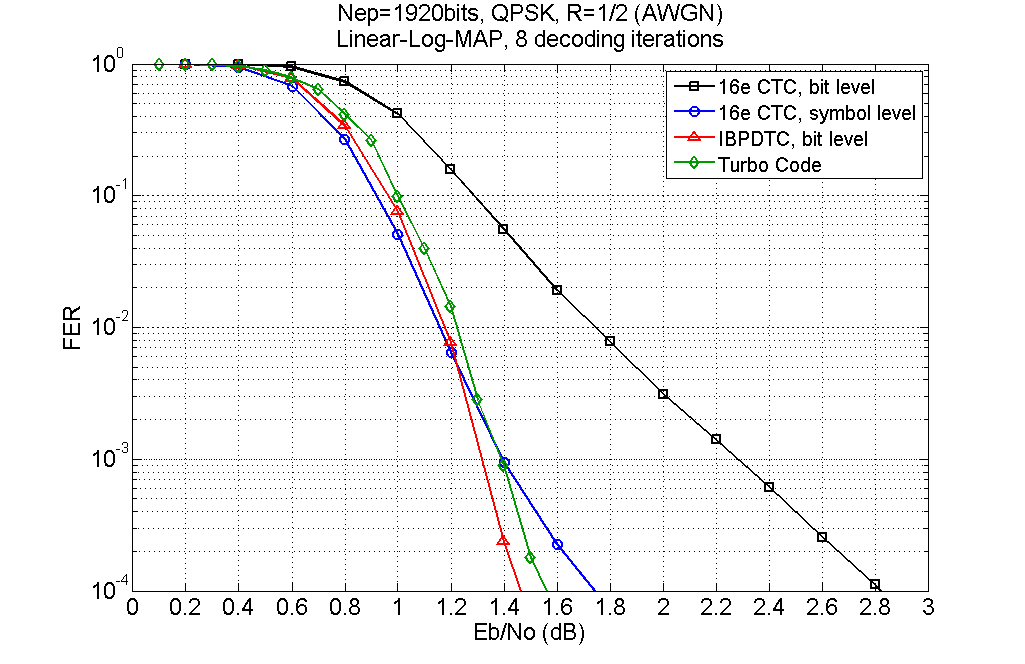 Nep=1920bits, QPSK, R=1/2 (AWGN)
Linear-Log-MAP, 8 decoding iterations
16e CTC, bit level
16e CTC, symbol level
IBPDTC, bit level
Turbo Code
10^0
10^-1
10^-2
10^-3
10^-4
FER
0 0.2 0.4 0.6 0.8 1 1.2 1.4 1.6 1.8 2 2.2 2.4 2.6 2.8 3
Eb/No (dB)